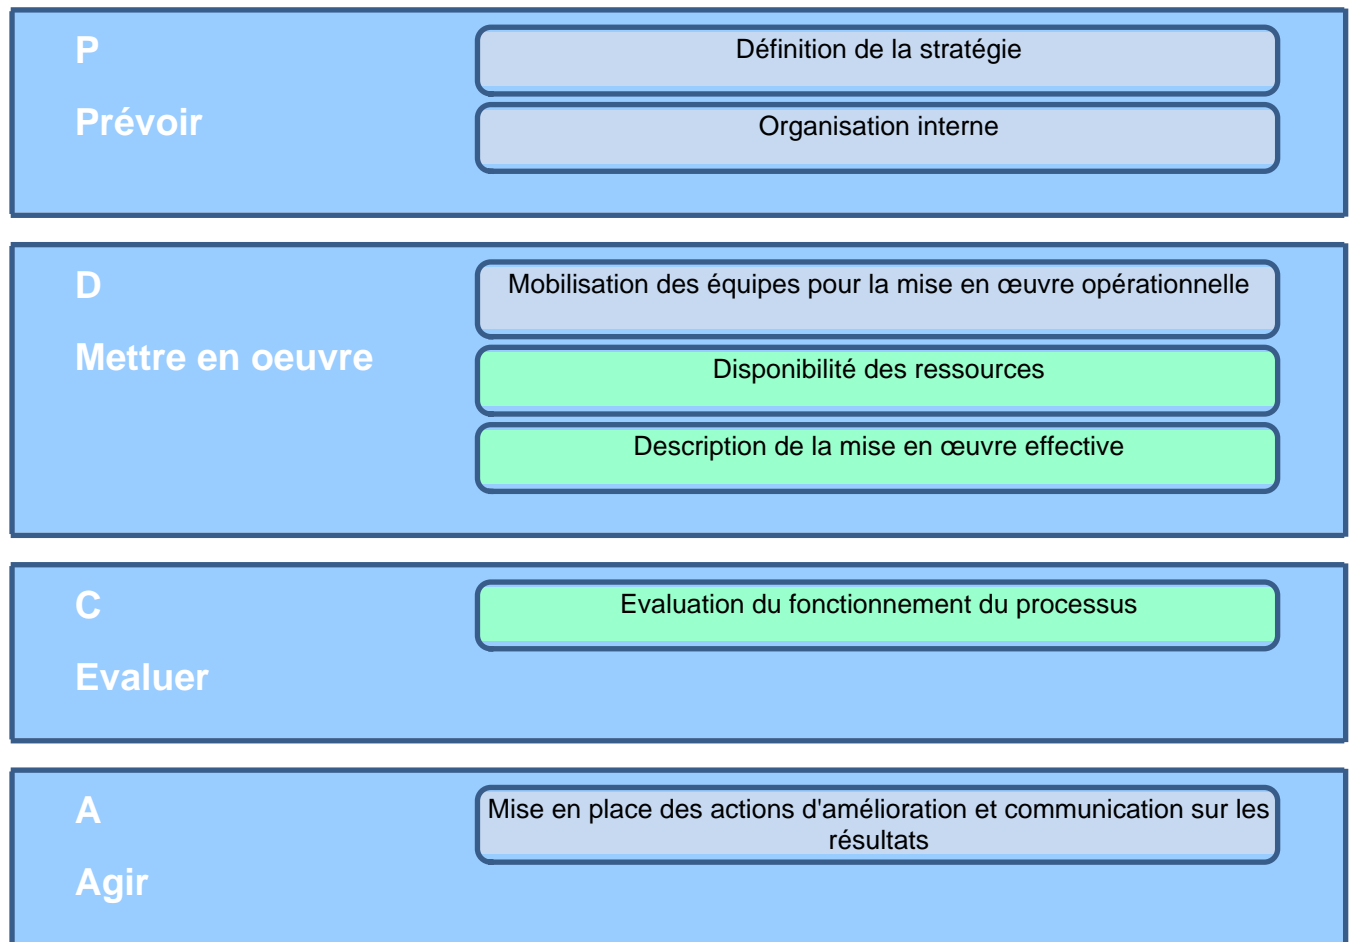 P
Prévoir
Définition de la stratégie
Organisation interne
D
Mettre en oeuvre
Mobilisation des équipes pour la mise en œuvre opérationnelle
Disponibilité des ressources
Description de la mise en œuvre effective
C
Evaluer
Evaluation du fonctionnement du processus
A
Agir
Mise en place des actions d'amélioration et communication sur les
résultats